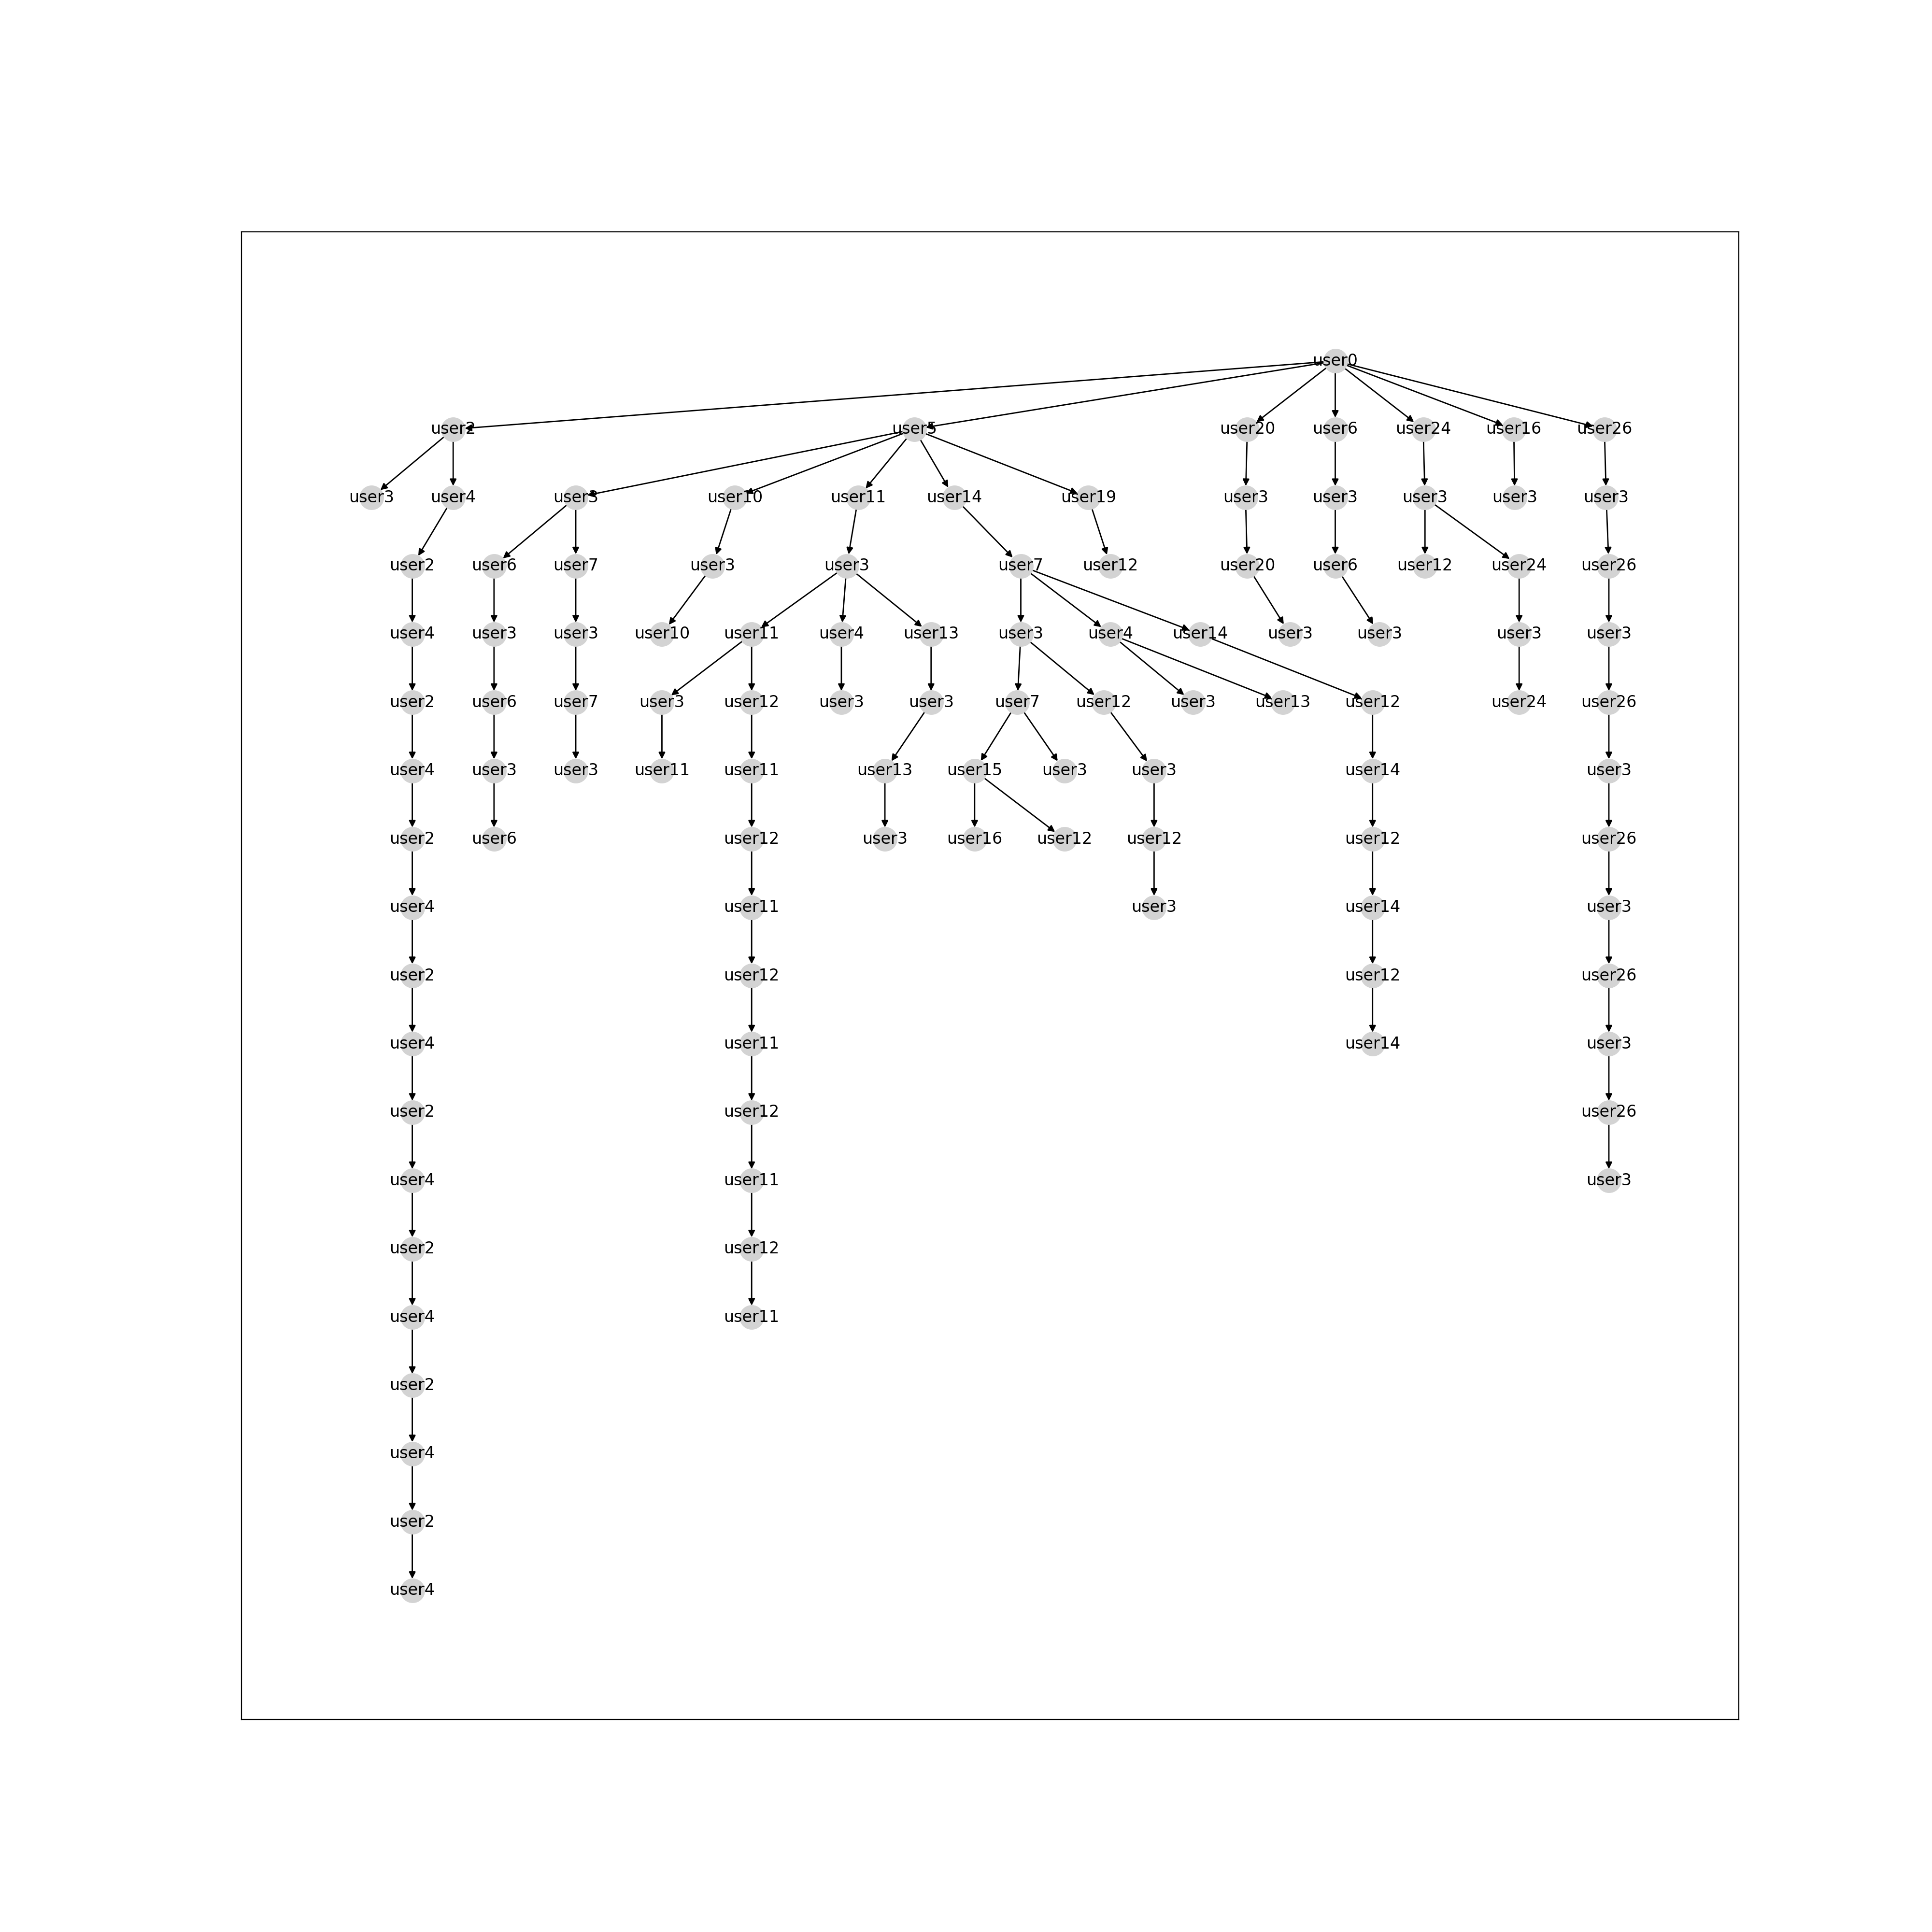 user0
user2 user5 user20 user6 user24 user16 user26
user3 user4 user3 user10 user11 user14 user19 user3 user3 user3 user3 user3
user2 user6 user7 user3 user3 user7 user12 user20 user6 user12 user24 user26
user4 user3 user3 user10 user11 user4 user13 user3 user4 user14 user3 user3 user3 user3
user2 user6 user7 user3 user12 user3 user3 user7 user12 user3 user13 user12 user24 user26
user4 user3 user3 user11 user11 user13 user15 user3 user3 user14 user3
user2 user6 user12 user3 user16 user12 user12 user12 user26
user4 user11 user3 user14 user3
user2 user12 user12 user26
user4 user11 user14 user3
user2 user12 user26
user4 user11 user3
user2 user12
user4 user11
user2
user4
user2
user4